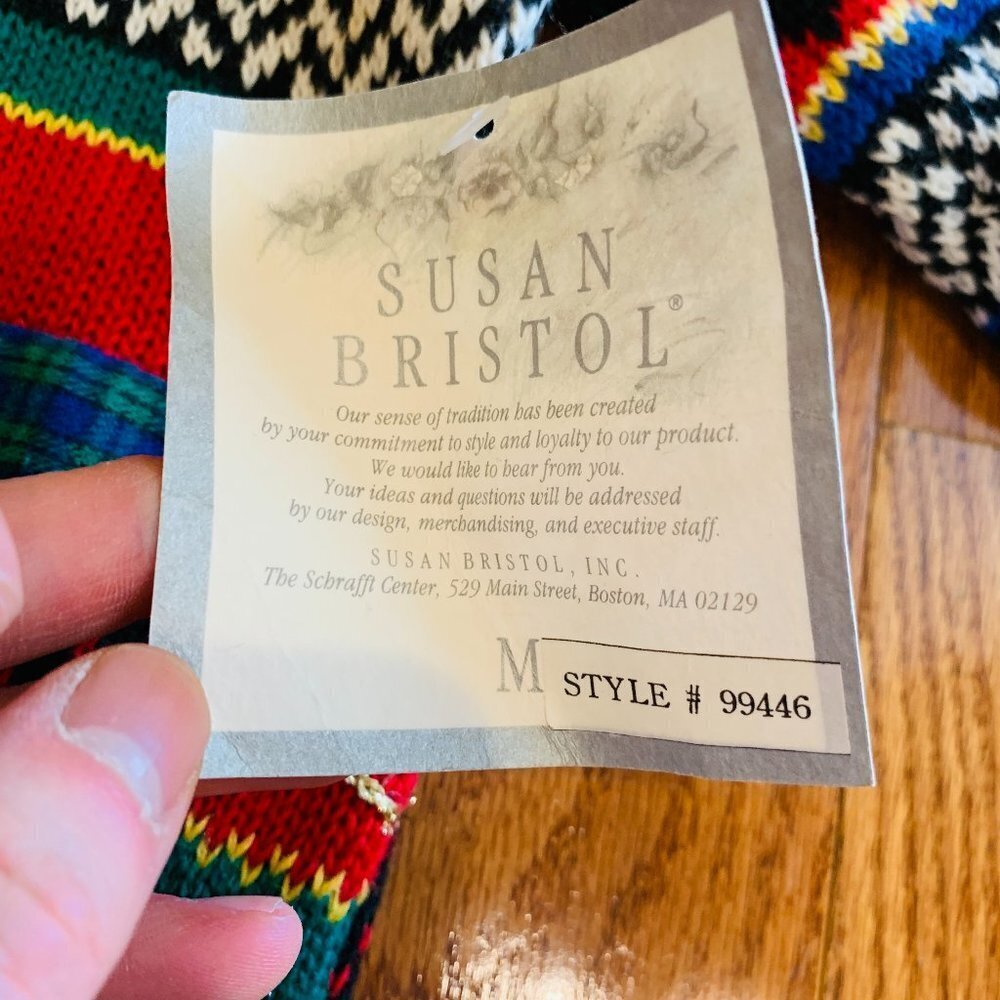 SUSAN
BRISTOL®
Our sense of tradition has been created
by your commitment to style and loyalty to our product.
We would like to hear from you.
Your ideas and questions will be addressed
by our design, merchandising, and executive staff.
SUSAN BRISTOL, INC.
The Schrafft Center, 529 Main Street, Boston, MA 02129
M STYLE # 99446